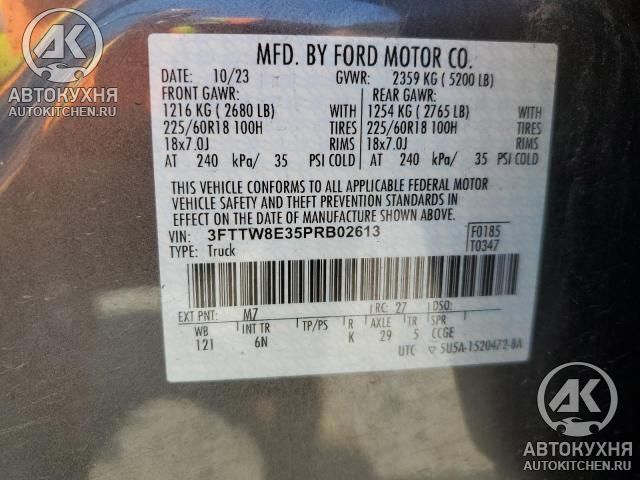 MFD. BY FORD MOTOR CO.
DATE: 10/23 GVWR: 2359 KG ( 5200 LB)
FRONT GAWR: REAR GAWR:
1216 KG ( 2680 LB) WITH 1254 KG ( 2765 LB) WITH
225/60R18 100H TIRES 225/60R18 100H TIRES
18x7.0J RIMS 18x7.0J RIMS
AT 240 kPa/ 35 PSI COLD AT 240 kPa/ 35 PSI COLD
THIS VEHICLE CONFORMS TO ALL APPLICABLE FEDERAL MOTOR
VEHICLE SAFETY AND THEFT PREVENTION STANDARDS IN
EFFECT ON THE DATE OF MANUFACTURE SHOWN ABOVE.
VIN: 3FTTW8E35PRB02613 F0185
TYPE: Truck T0347
EXT PNT: M7 RC: 27 DSO:
WB INT TR TP/PS R AXLE TR SPR
121 6N K 29 5 CCGE
UTC ▽ 5U5A-1520472-BA
АК
АВТОКУХНЯ
AUTOKITCHEN.RU
АК
АВТОКУХНЯ
AUTOKITCHEN.RU